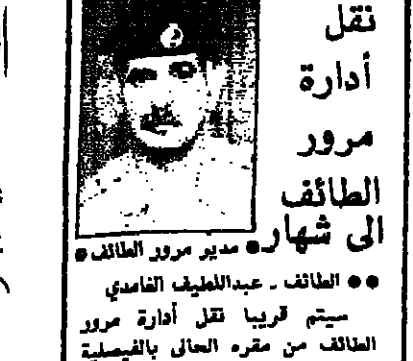 نقل
أدارة
مرور
الطائف
الى شهار
● مدير مرور الطائف ●
●● الطائف ـ عبداللطيف الغامدي
سيتم قريبا نقل أدارة مرور
الطائف من مقره الحالى بالفيصلية